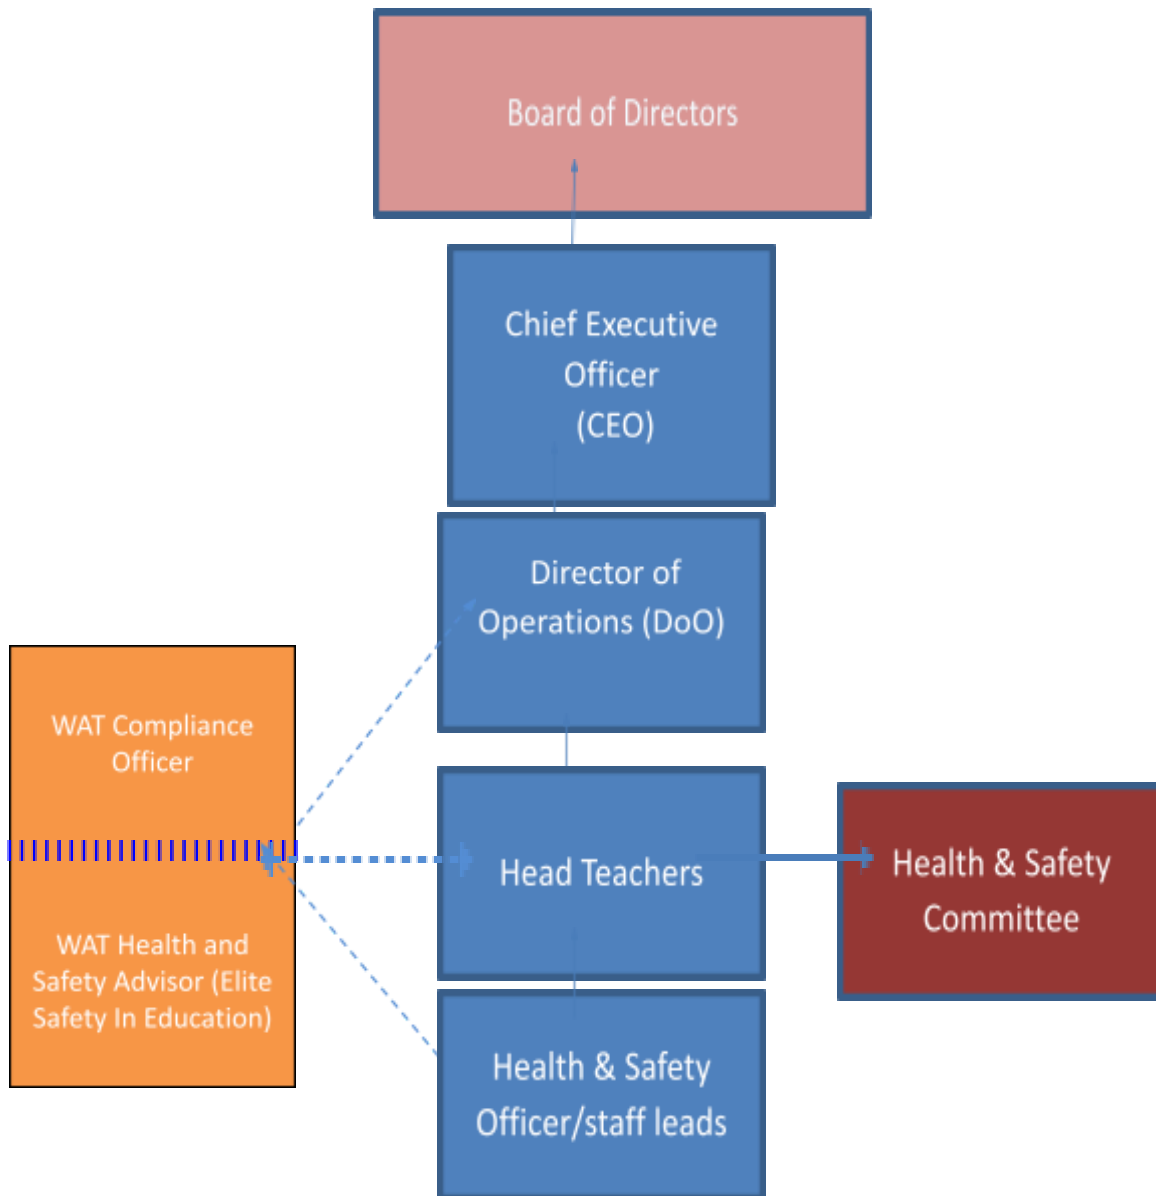 Board of Directors
Chief Executive
Officer
(CEO)
Director of
Operations (DoO)
WAT Compliance
Officer
WAT Health and
Safety Advisor (Elite
Safety In Education)
Head Teachers
Health & Safety
Committee
Health & Safety
Officer/staff leads